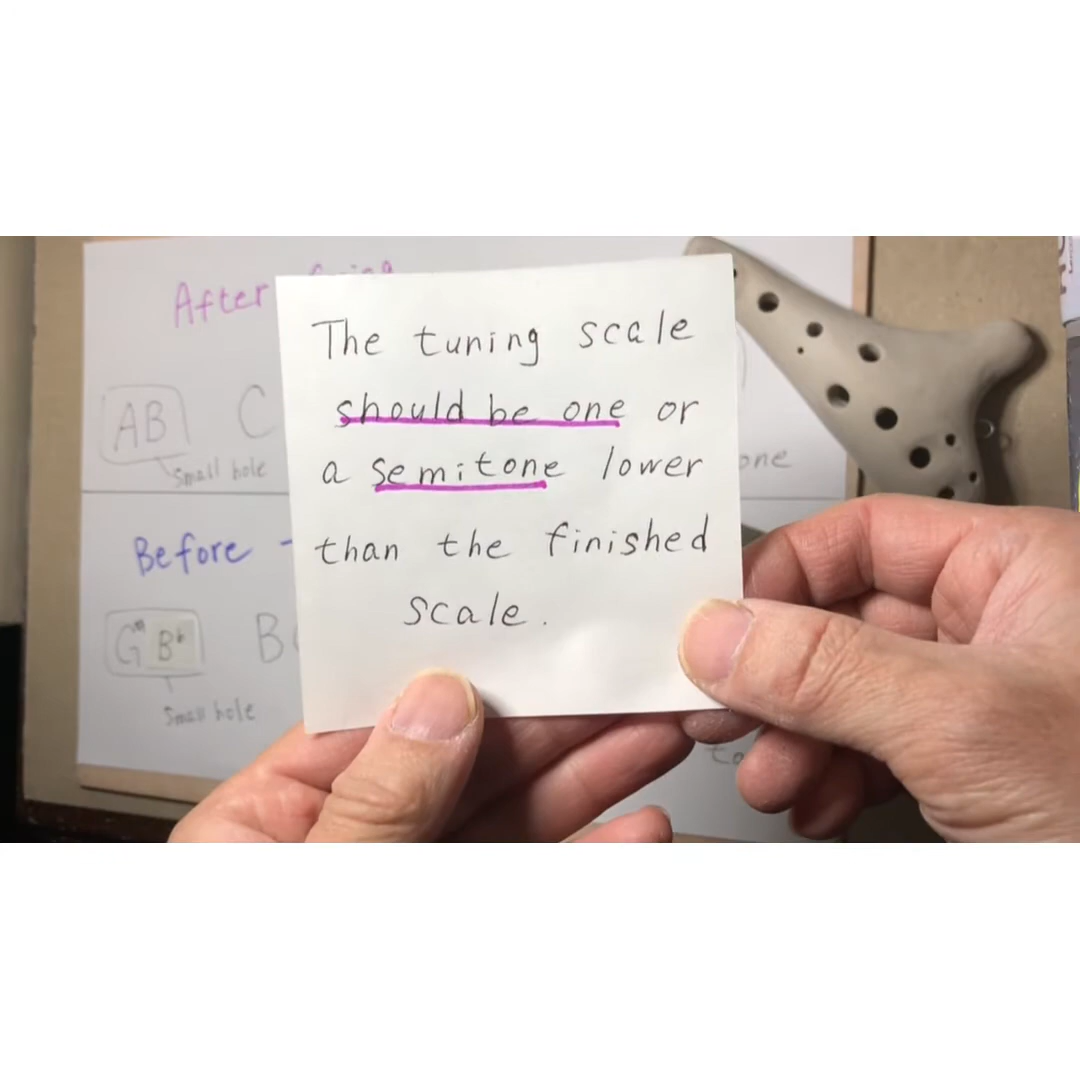 After
The tuning scale
should be one or
a semitone lower
than the finished
scale.
AB C
Small hole
one
Before -
G# Bb B
Small hole